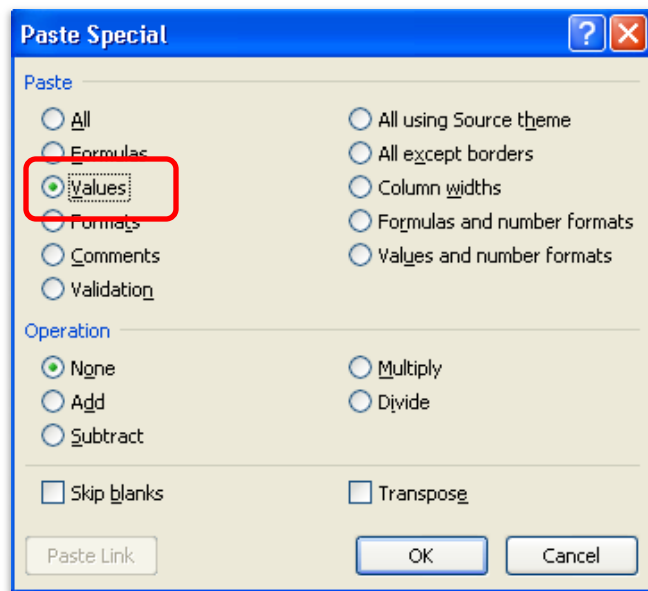 Paste Special
Paste
All
All using Source theme
Formulas
All except borders
Values
Column widths
Formats
Formulas and number formats
Comments
Values and number formats
Validation
Operation
None
Multiply
Add
Divide
Subtract
Skip blanks
Transpose
Paste Link
OK
Cancel